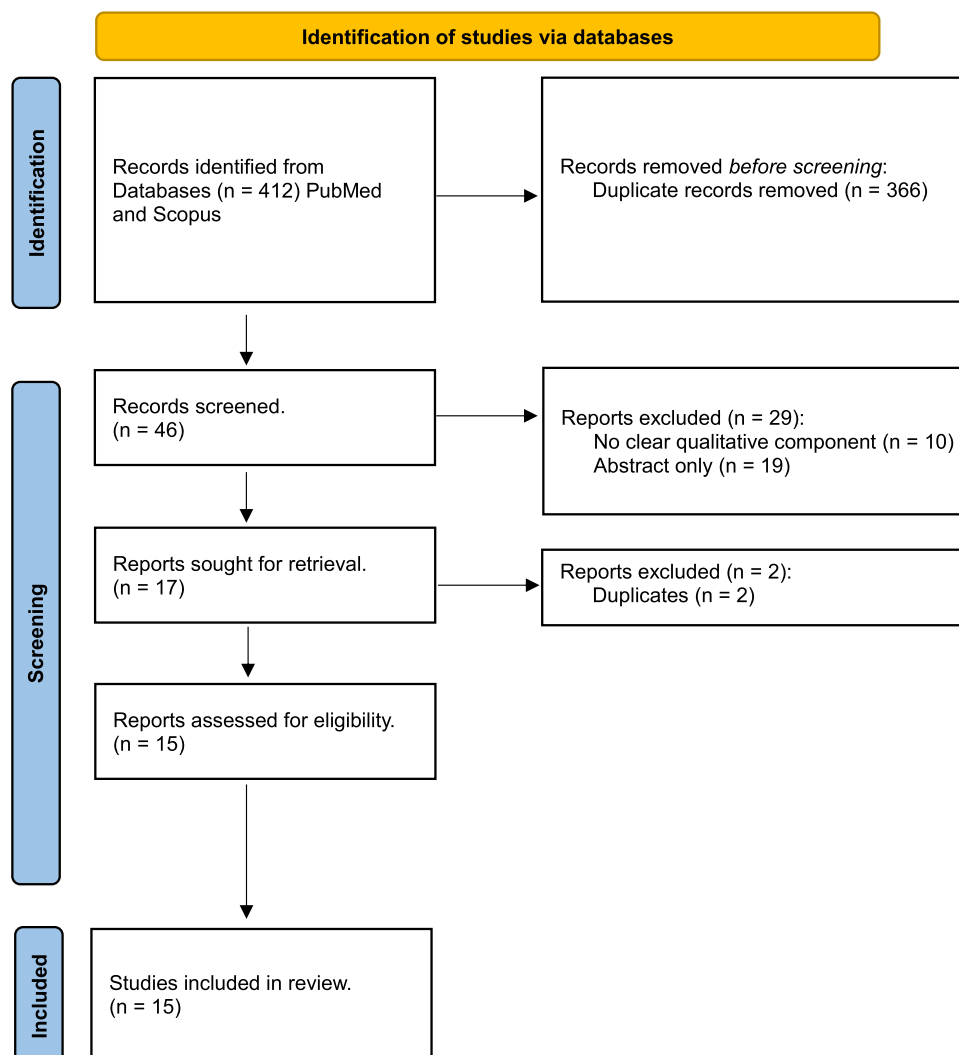 Identification of studies via databases
Identification
Records identified from
Databases (n = 412) PubMed
and Scopus
Records removed before screening:
Duplicate records removed (n = 366)
Screening
Records screened.
(n = 46)
Reports excluded (n = 29):
No clear qualitative component (n = 10)
Abstract only (n = 19)
Reports sought for retrieval.
(n = 17)
Reports excluded (n = 2):
Duplicates (n = 2)
Reports assessed for eligibility.
(n = 15)
Included
Studies included in review.
(n = 15)